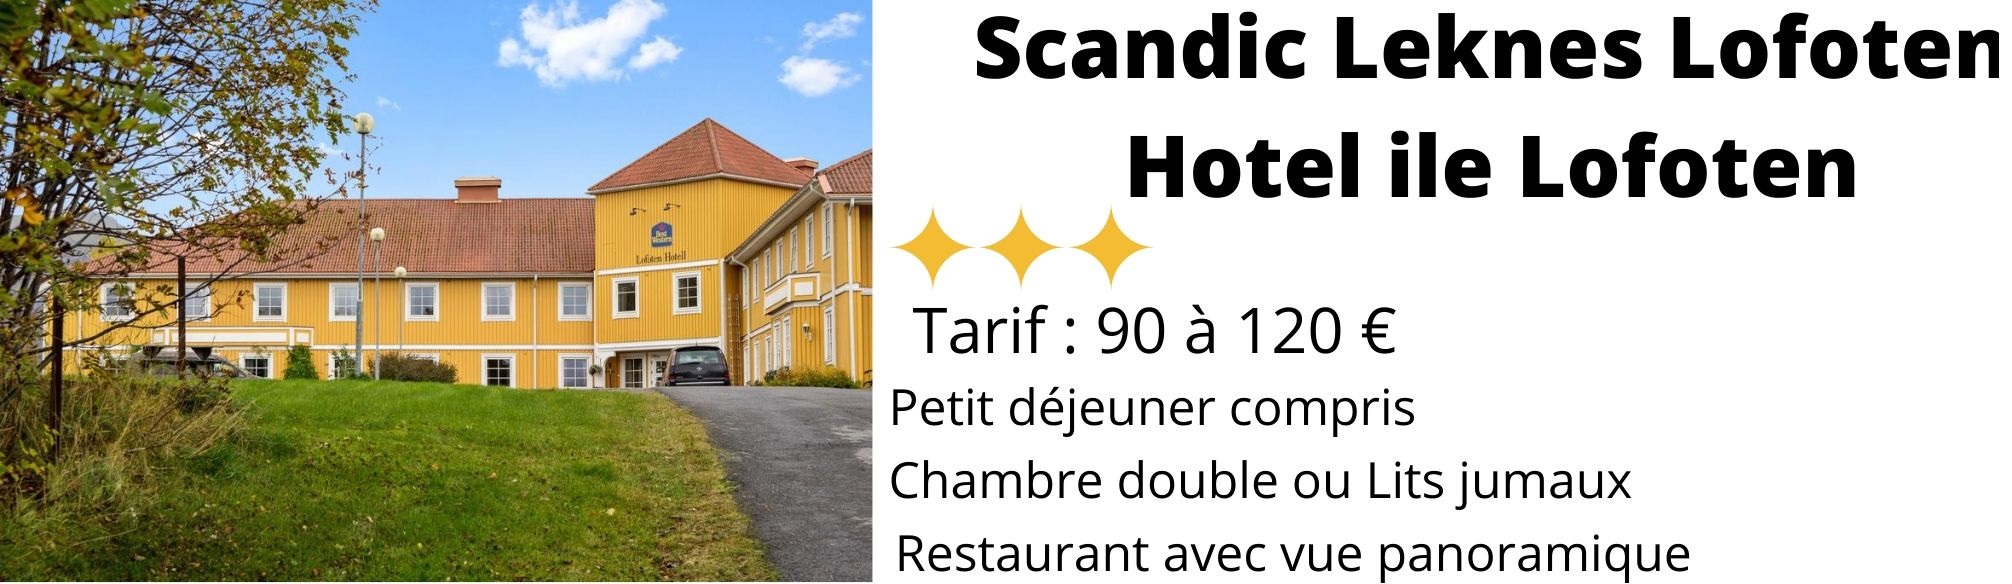 Scandic Leknes Lofoten
Hotel ile Lofoten
Tarif : 90 à 120 €
Petit déjeuner compris
Chambre double ou Lits jumaux
Restaurant avec vue panoramique
Best
Western
Lofoten Hotell